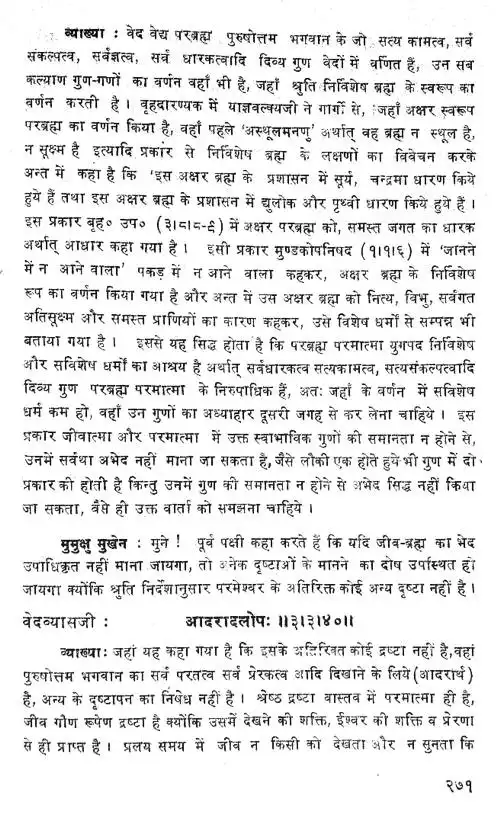 व्याख्या : वेद वेद्य परब्रह्म पुरुषोत्तम भगवान के जो सत्य कामत्व, सर्व
संकल्पत्व, सर्वज्ञत्व, सर्व धारकत्वादि दिव्य गुण वेदों में वर्णित हैं, उन सब
कल्याण गुण-गणों का वर्णन वहाँ भी है, जहाँ श्रुति निर्विशेष ब्रह्म के स्वरूप का
वर्णन करती है । वृहदारण्यक में याज्ञवल्क्यजी ने गार्गी से, जहाँ अक्षर स्वरूप
परब्रह्म का वर्णन किया है, वहाँ पहले 'अस्थूलमनणु' अर्थात् वह ब्रह्म न स्थूल है,
न सूक्ष्म है इत्यादि प्रकार से निर्विशेष ब्रह्म के लक्षणों का विवेचन करके
अन्त में कहा है कि 'इस अक्षर ब्रह्म के प्रशासन में सूर्य, चन्द्रमा धारण किये
हुये हैं तथा इस अक्षर ब्रह्म के प्रशासन में द्युलोक और पृथ्वी धारण किये हुये हैं ।
इस प्रकार बृह० उप० (३।८।८-९) में अक्षर परब्रह्म को, समस्त जगत का धारक
अर्थात् आधार कहा गया है । इसी प्रकार मुण्डकोपनिषद (१।१।६) में 'जानने
में न आने वाला' पकड़ में न आने वाला कहकर, अक्षर ब्रह्म के निर्विशेष
रूप का वर्णन किया गया है और अन्त में उस अक्षर ब्रह्म को नित्य, विभु, सर्वगत
अतिसूक्ष्म और समस्त प्राणियों का कारण कहकर, उसे विशेष धर्मों से सम्पन्न भी
बताया गया है । इससे यह सिद्ध होता है कि परब्रह्म परमात्मा युगपद निर्विशेष
और सविशेष धर्मों का आश्रय है अर्थात् सर्वधारकत्व सत्यकामत्व, सत्यसंकल्पत्वादि
दिव्य गुण परब्रह्म परमात्मा के निरुपाधिक हैं, अतः जहाँ के वर्णन में सविशेष
धर्म कम हो, वहाँ उन गुणों का अध्याहार दूसरी जगह से कर लेना चाहिये । इस
प्रकार जीवात्मा और परमात्मा में उक्त स्वाभाविक गुणों की समानता न होने से,
उनमें सर्वथा अभेद नहीं माना जा सकता है, जैसे लौकी एक होते हुये भी गुण में दो
प्रकार की होती है किन्तु उनमें गुण की समानता न होने से अभेद सिद्ध नहीं किया
जा सकता, वैसे ही उक्त वार्ता को समझना चाहिये ।
मुमुक्षु मुखेन : मुने ! पूर्व पक्षी कहा करते हैं कि यदि जीव-ब्रह्म का भेद
उपाधिकृत नहीं माना जायगा, तो अनेक दृष्टाओं के मानने का दोष उपस्थित हो
जायगा क्योंकि श्रुति निर्देशानुसार परमेश्वर के अतिरिक्त कोई अन्य दृष्टा नहीं है ।
वेदव्यासजी : आदरादलोपः ॥३।३।४०॥
व्याख्या: जहां यह कहा गया है कि इसके अतिरिक्त कोई द्रष्टा नहीं है, वहां
पुरुषोत्तम भगवान का सर्व परतत्व सर्व प्रेरकत्व आदि दिखाने के लिये (आदरार्थ)
है, अन्य के दृष्टापन का निषेध नहीं है । श्रेष्ठ द्रष्टा वास्तव में परमात्मा ही है,
जीव गौण रूपेण द्रष्टा है क्योंकि उसमें देखने की शक्ति, ईश्वर की शक्ति व प्रेरणा
से ही प्राप्त है । प्रलय समय में जीव न किसी को देखता और न सुनता कि
२७१